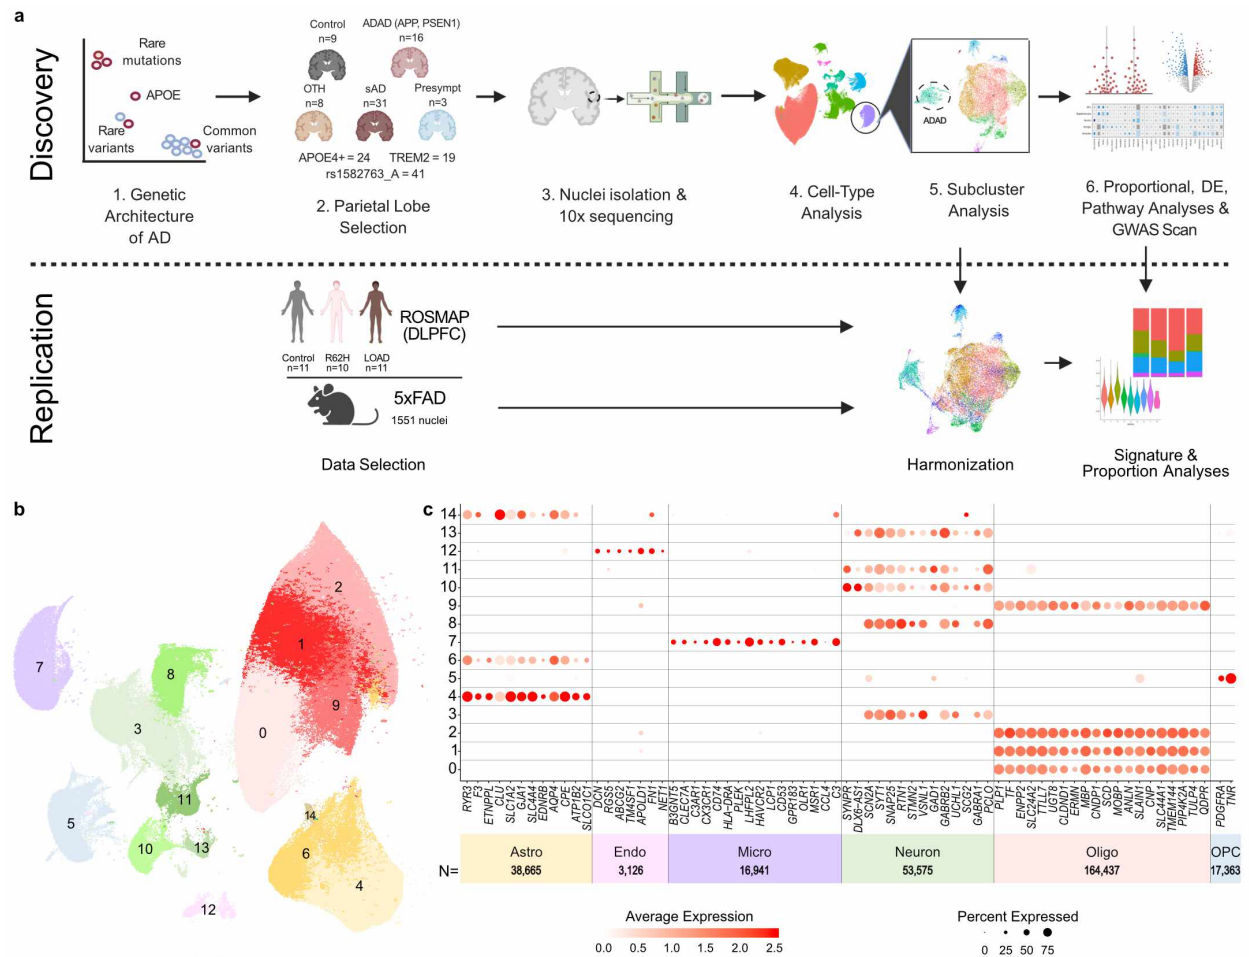 a
Discovery
Rare
mutations
APOE
Rare
variants
Common
variants
1. Genetic
Architecture
of AD
Control
n=9
ADAD (APP, PSEN1)
n=16
OTH
n=8
sAD
n=31
Presympt
n=3
APOE4+ = 24
TREM2 = 19
rs1582763_A = 41
2. Parietal Lobe
Selection
3. Nuclei isolation &
10x sequencing
4. Cell-Type
Analysis
ADAD
5. Subcluster
Analysis
6. Proportional, DE,
Pathway Analyses &
GWAS Scan
Replication
Control
n=11
R62H
n=10
LOAD
n=11
ROSMAP
(DLPFC)
5xFAD
1551 nuclei
Data Selection
Harmonization
Signature &
Proportion Analyses
b
7
8
3
5
11
10
13
12
2
1
9
0
14
6
4
c
14
13
12
11
10
9
8
7
6
5
4
3
2
1
0
RYR3
F3
ETNPPL
CLU
SLC1A2
GJA1
SLC4A4
EDNRB
AQP4
CPE
ATP1B2
SLCO1C1
DCN
RGS5
ABCG2
TM4SF1
APOLD1
FN1
NET1
B3GNT5
CLEC7A
C3AR1
CX3CR1
CD74
HLA-DRA
PLEK
LHFPL2
HAVCR2
LCP1
CD53
GPR183
OLR1
MSR1
CCL4
C3
SYNPR
DLX6-AS1
SCN2A
SYT1
SNAP25
RTN1
STMN2
VSNL1
GAD1
GABRB2
UCHL1
SCG2
GABRA1
PCLO
PLP1
TF
ENPP2
SLC24A2
TTLL7
UGT8
CLDND1
ERMN
MBP
CNDP1
SCD
MOBP
ANLN
SLAIN1
QDPR
SLC44A1
TMEM144
PIP4K2A
TULP4
PDGFRA
TNR
N=
Astro
38,665
Endo
3,126
Micro
16,941
Neuron
53,575
Oligo
164,437
OPC
17,363
Average Expression
0.0 0.5 1.0 1.5 2.0 2.5
Percent Expressed
0 25 50 75